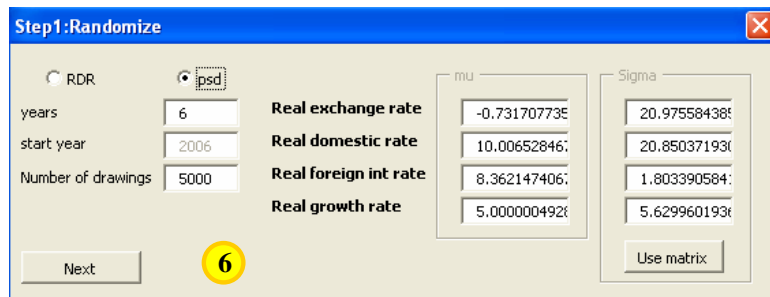 Step1:Randomize
RDR psd mu Sigma
years 6 Real exchange rate -0.731707735 20.97558438
start year 2006 Real domestic rate 10.00652846 20.85037193
Number of drawings 5000 Real foreign int rate 8.362147406 1.803390584
Real growth rate 5.000000492 5.629960193
Next 6 Use matrix